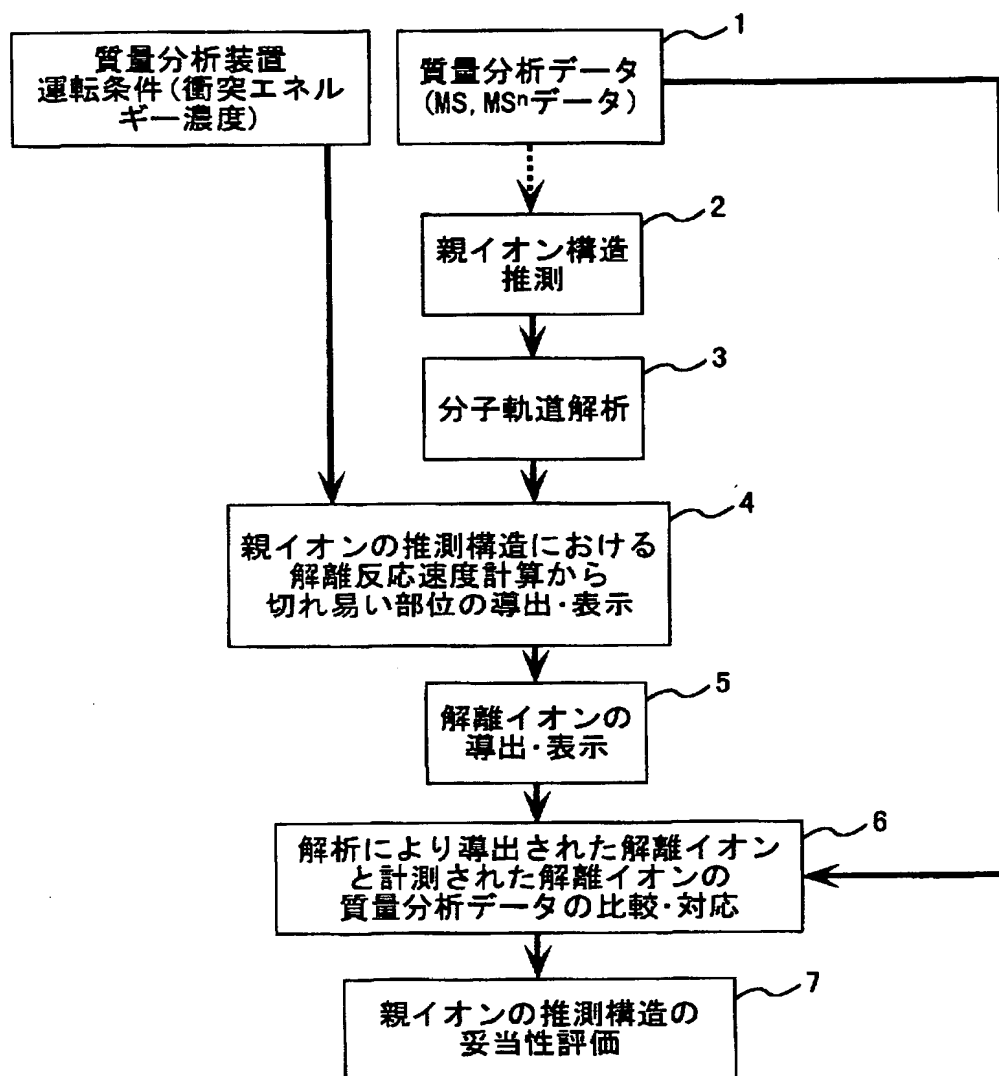 質量分析装置
運転条件(衝突エネル
ギー濃度)
1
質量分析データ
(MS, MSⁿデータ)
2
親イオン構造
推測
3
分子軌道解析
4
親イオンの推測構造における
解離反応速度計算から
切れ易い部位の導出・表示
5
解離イオンの
導出・表示
6
解析により導出された解離イオン
と計測された解離イオンの
質量分析データの比較・対応
7
親イオンの推測構造の
妥当性評価